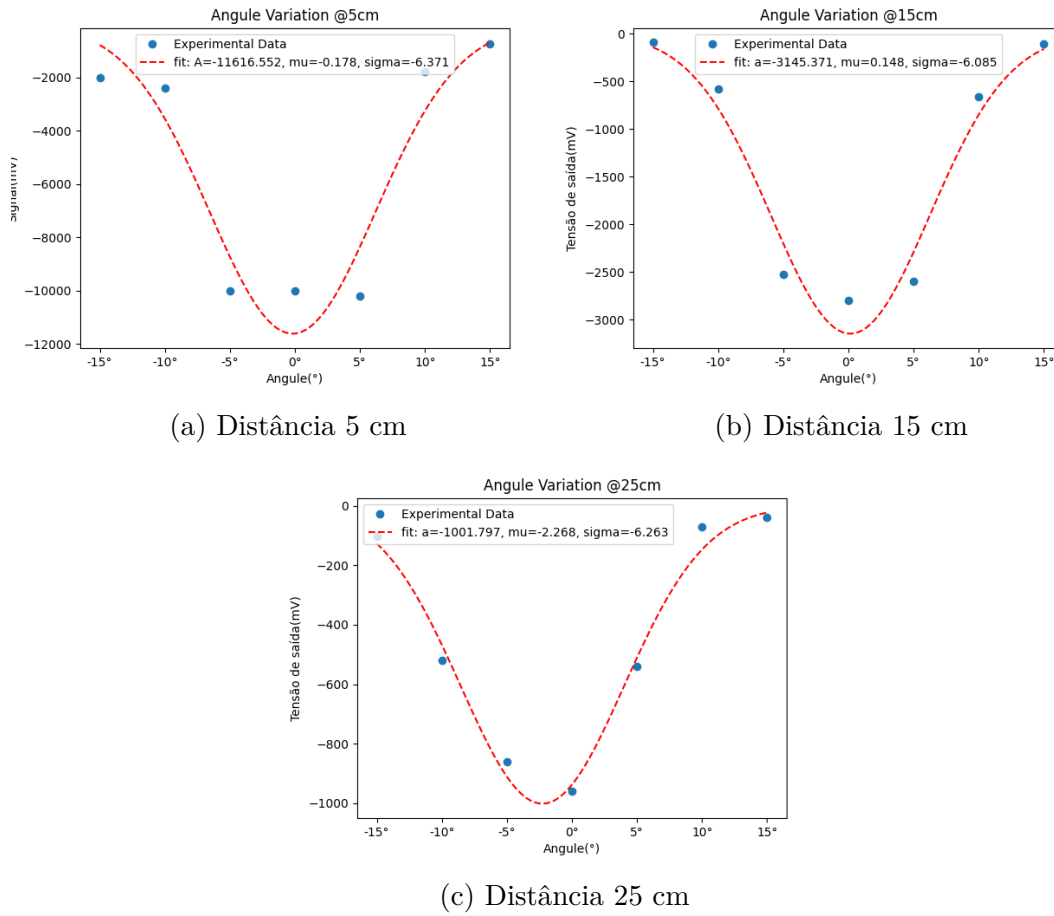 Angule Variation @5cm
Experimental Data
fit: A=-11616.552, mu=-0.178, sigma=-6.371
−2000
−4000
−6000
−8000
−10000
−12000
Signal(mV)
-15° -10° -5° 0° 5° 10° 15°
Angule(°)
(a) Distância 5 cm
Angule Variation @15cm
Experimental Data
fit: a=-3145.371, mu=0.148, sigma=-6.085
0
−500
−1000
−1500
−2000
−2500
−3000
Tensão de saída(mV)
-15° -10° -5° 0° 5° 10° 15°
Angule(°)
(b) Distância 15 cm
Angule Variation @25cm
Experimental Data
fit: a=-1001.797, mu=-2.268, sigma=-6.263
0
−200
−400
−600
−800
−1000
Tensão de saída(mV)
-15° -10° -5° 0° 5° 10° 15°
Angule(°)
(c) Distância 25 cm